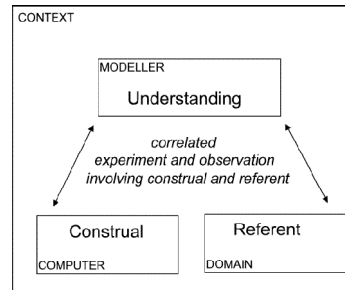 CONTEXT
MODELLER
Understanding
correlated
experiment and observation
involving construal and referent
Construal
COMPUTER
Referent
DOMAIN